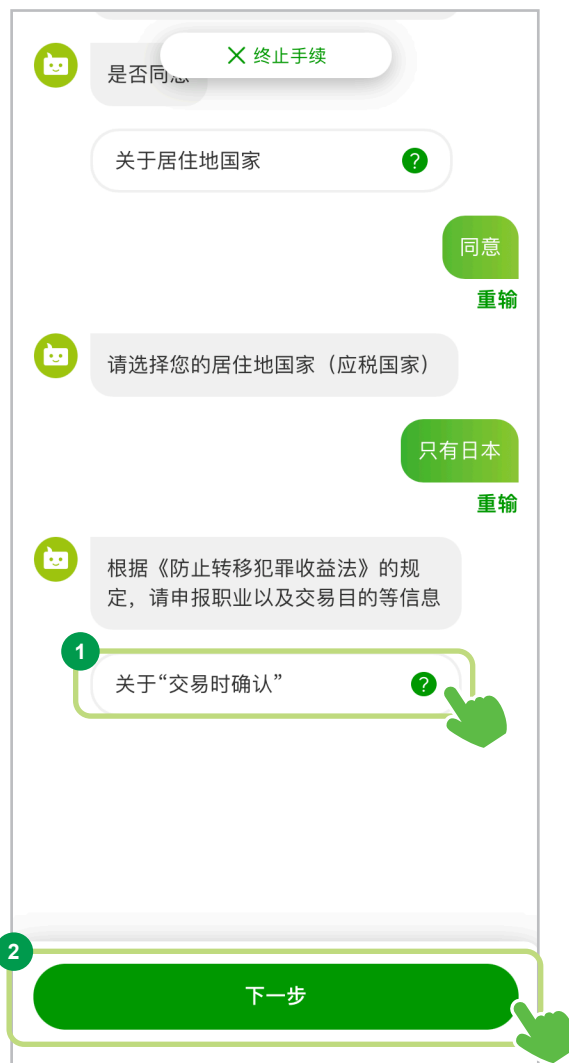 终止手续
是否同意
关于居住地国家
?
同意
重输
请选择您的居住地国家（应税国家）
只有日本
重输
根据《防止转移犯罪收益法》的规
定，请申报职业以及交易目的等信息
1
关于“交易时确认”
?
2
下一步